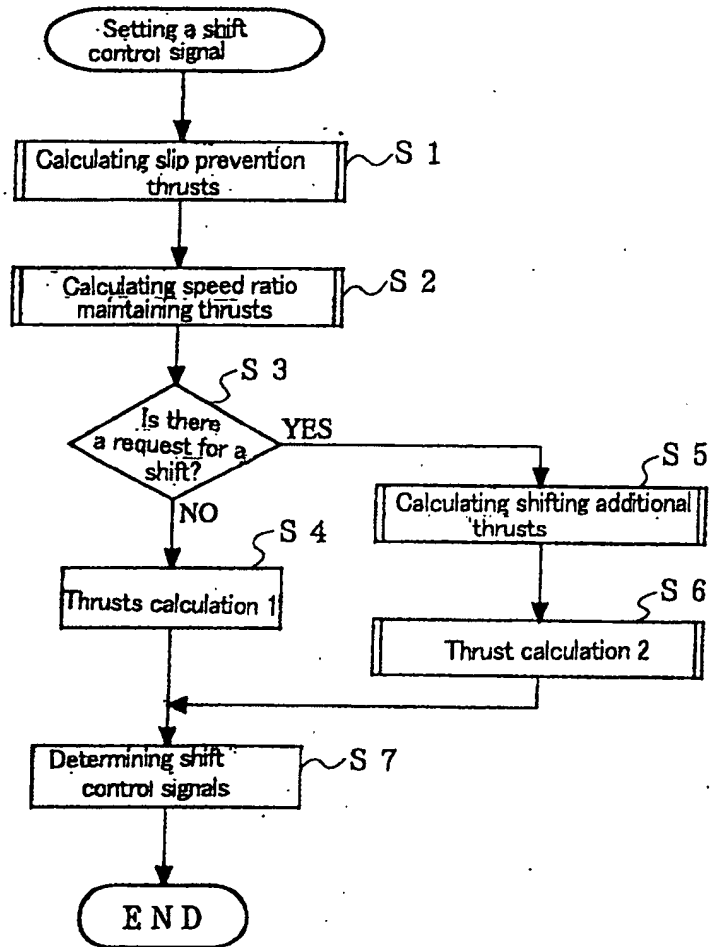 Setting a shift
control signal
Calculating slip prevention
thrusts
S 1
Calculating speed ratio
maintaining thrusts
S 2
S 3
Is there
a request for a
shift?
YES
NO
S 4
Thrusts calculation 1
S 5
Calculating shifting additional
thrusts
S 6
Thrust calculation 2
Determining shift
control signals
S 7
END